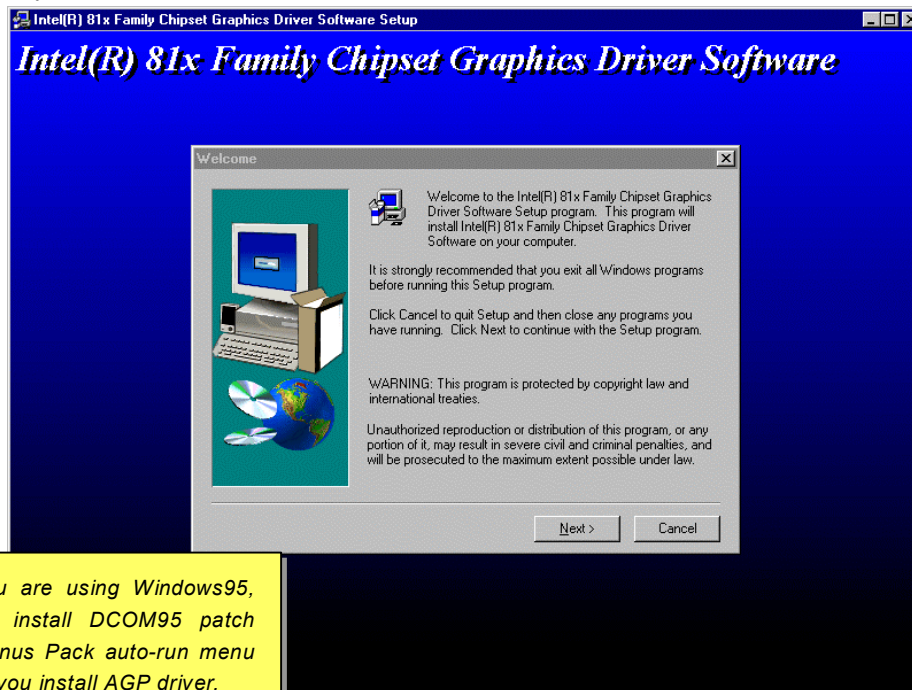 Intel(R) 81x Family Chipset Graphics Driver Software Setup
Intel(R) 81x Family Chipset Graphics Driver Software
Welcome
Welcome to the Intel(R) 81x Family Chipset Graphics
Driver Software Setup program. This program will
install Intel(R) 81x Family Chipset Graphics Driver
Software on your computer.
It is strongly recommended that you exit all Windows programs
before running this Setup program.
Click Cancel to quit Setup and then close any programs you
have running. Click Next to continue with the Setup program.
WARNING: This program is protected by copyright law and
international treaties.
Unauthorized reproduction or distribution of this program, or any
portion of it, may result in severe civil and criminal penalties, and
will be prosecuted to the maximum extent possible under law.
Next >
Cancel
are using Windows95,
install DCOM95 patch
Pack auto-run menu
you install AGP driver.